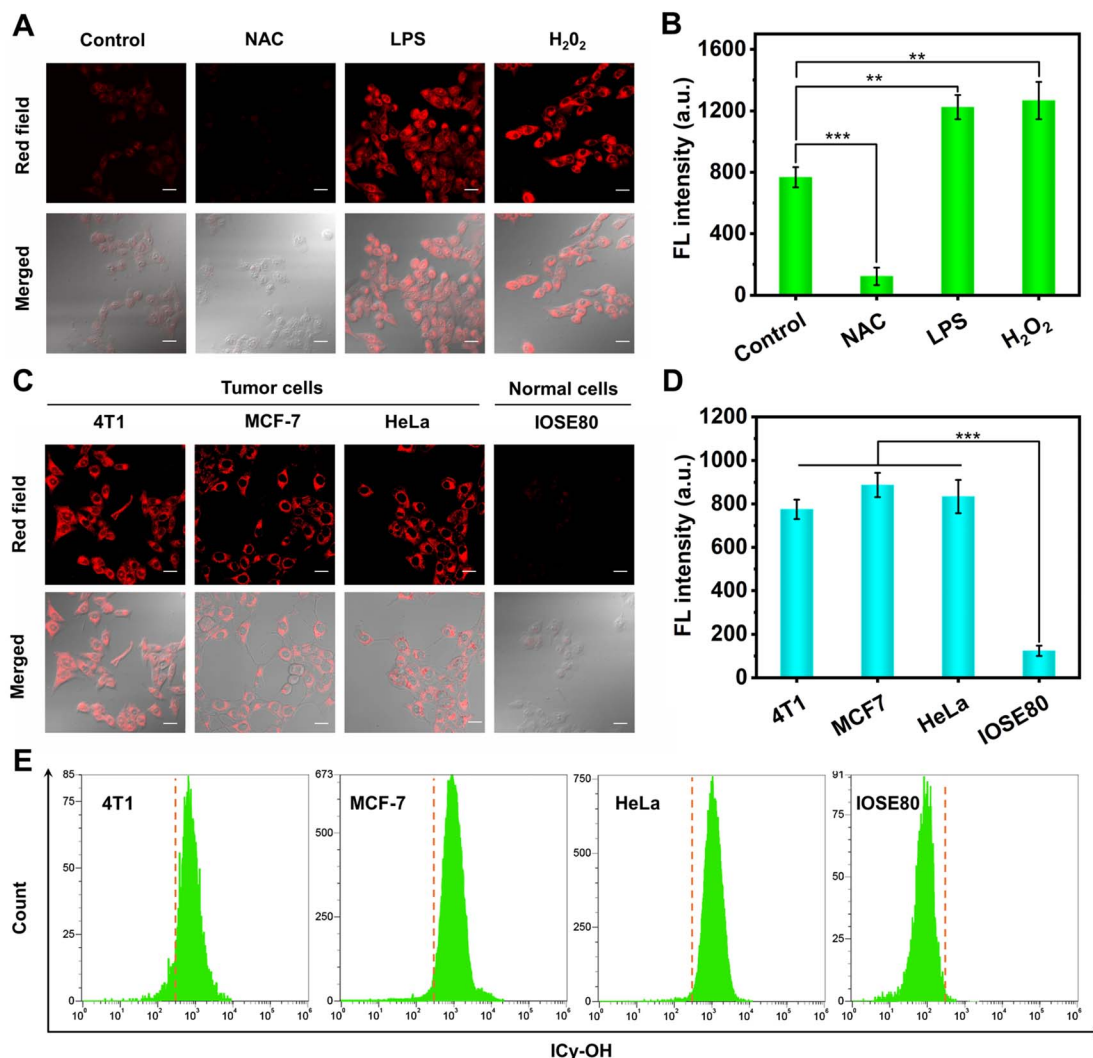 A
Control
NAC
LPS
H₂0₂
Red field
Merged
B
FL intensity (a.u.)
1600
1200
800
400
0
**
**
***
Control
NAC
LPS
H₂O₂
C
Tumor cells
Normal cells
4T1
MCF-7
HeLa
IOSE80
Red field
Merged
D
FL intensity (a.u.)
1200
1000
800
600
400
200
0
***
4T1
MCF7
HeLa
IOSE80
E
Count
85
75
50
25
0
4T1
10⁰ 10¹ 10² 10³ 10⁴ 10⁵ 10⁶
673
500
250
0
MCF-7
10⁰ 10¹ 10² 10³ 10⁴ 10⁵ 10⁶
750
500
250
0
HeLa
10⁰ 10¹ 10² 10³ 10⁴ 10⁵ 10⁶
91
75
50
25
0
IOSE80
10⁰ 10¹ 10² 10³ 10⁴ 10⁵ 10⁶
ICy-OH